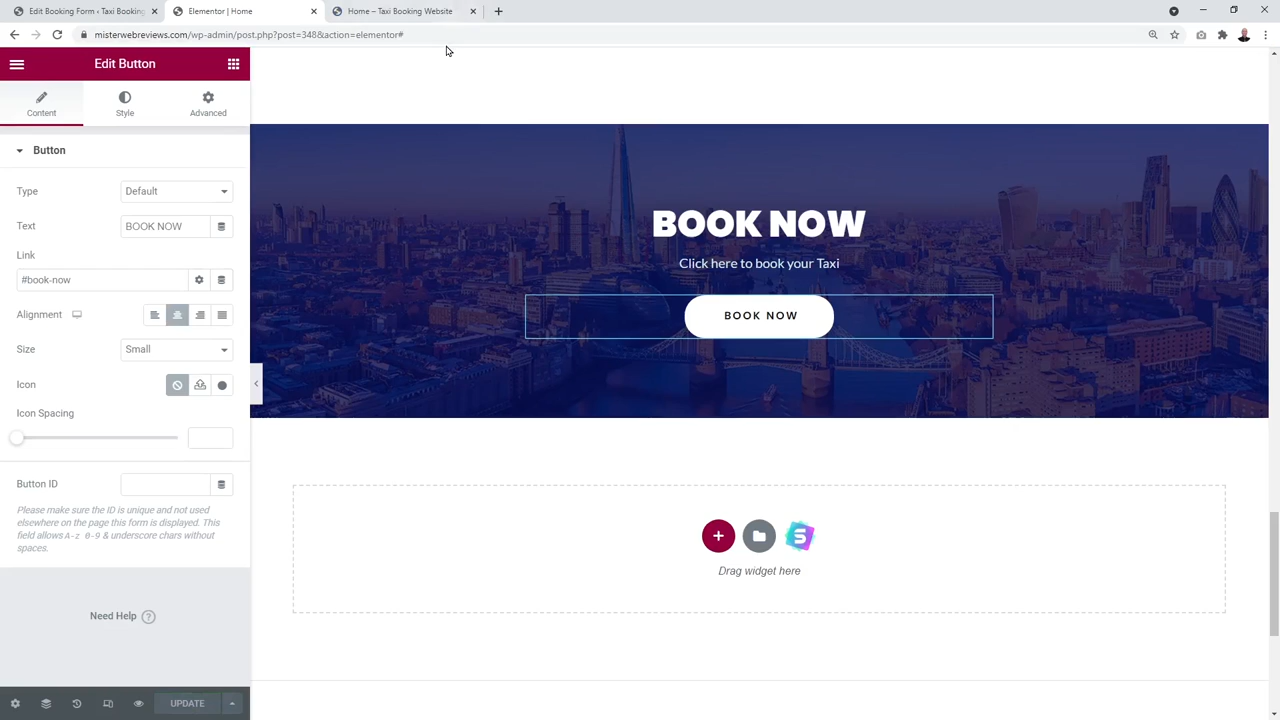 Edit Booking Form ‹ Taxi Booking
Elementor | Home
Home – Taxi Booking Website
misterwebreviews.com/wp-admin/post.php?post=348&action=elementor#
Edit Button
Content
Style
Advanced
Button
Type
Default
Text
BOOK NOW
Link
#book-now
Alignment
Size
Small
Icon
Icon Spacing
Button ID
Please make sure the ID is unique and not used
elsewhere on the page this form is displayed. This
field allows A-z 0-9 & underscore chars without
spaces.
Need Help ?
UPDATE
BOOK NOW
Click here to book your Taxi
BOOK NOW
Drag widget here